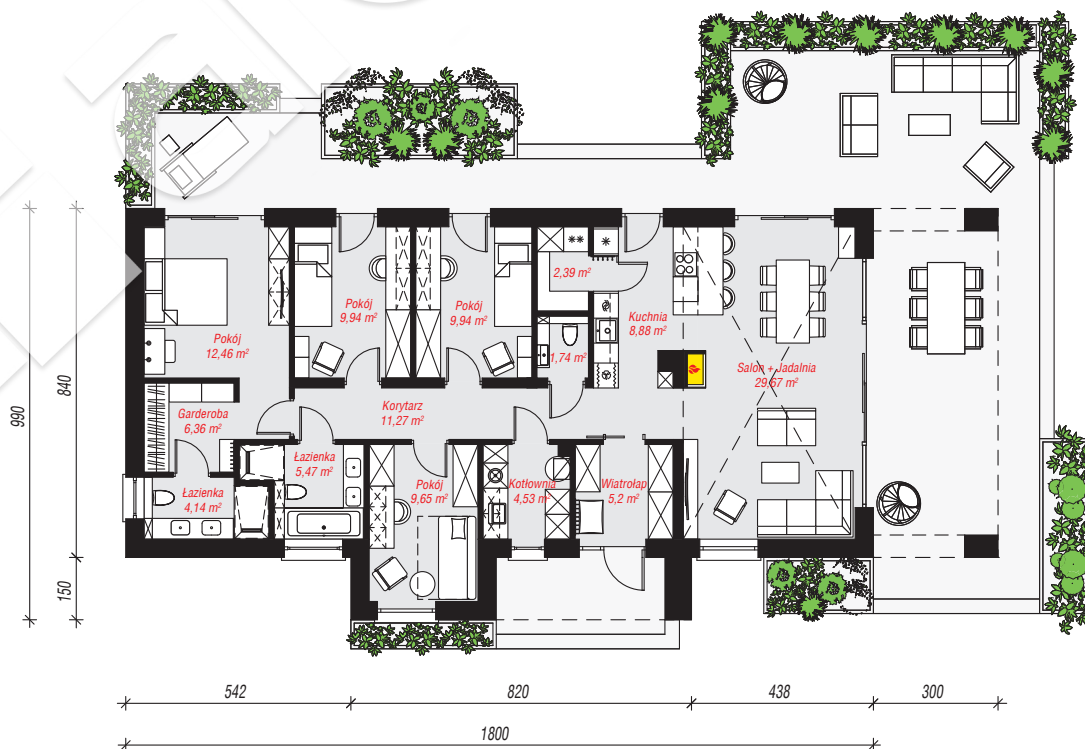 2,39 m²
Pokój
9,94 m²
Pokój
9,94 m²
Kuchnia
8,88 m²
Pokój
12,46 m²
1,74 m²
Salon + Jadalnia
29,67 m²
Korytarz
11,27 m²
Garderoba
6,36 m²
Łazienka
5,47 m²
Łazienka
4,14 m²
Pokój
9.65 m²
Kotłownia
4,53 m²
Wiatrołap
5,2 m²
990
840
150
542
820
438
300
1800